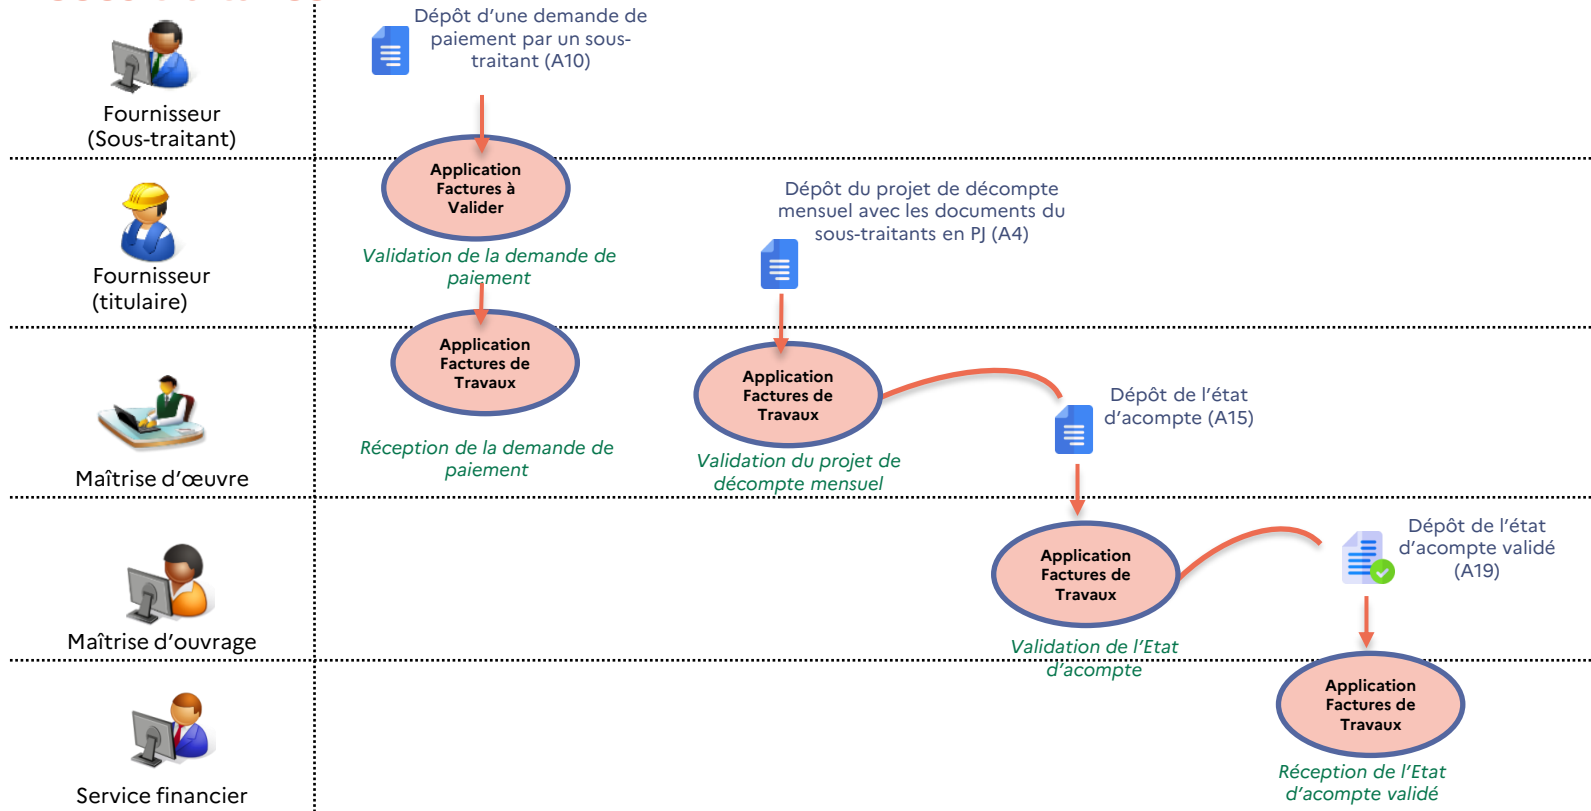 Dépôt d’une demande de
paiement par un sous-
traitant (A10)
Fournisseur
(Sous-traitant)
Application
Factures à
Valider
Validation de la demande de
paiement
Dépôt du projet de décompte
mensuel avec les documents du
sous-traitants en PJ (A4)
Fournisseur
(titulaire)
Application
Factures de
Travaux
Réception de la demande de
paiement
Application
Factures de
Travaux
Validation du projet de
décompte mensuel
Dépôt de l’état
d’acompte (A15)
Maîtrise d’œuvre
Application
Factures de
Travaux
Validation de l’Etat
d’acompte
Dépôt de l’état
d’acompte validé
(A19)
Maîtrise d’ouvrage
Application
Factures de
Travaux
Réception de l’Etat
d’acompte validé
Service financier